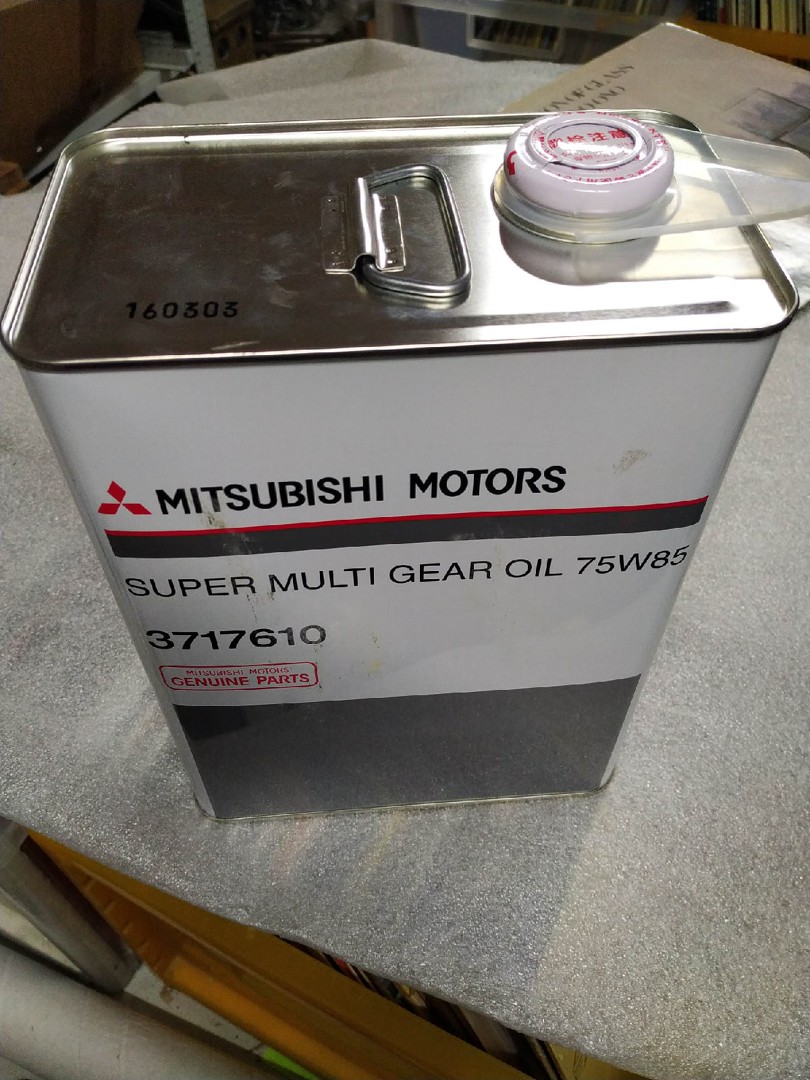 160303
MITSUBISHI MOTORS
SUPER MULTI GEAR OIL 75W85
3717610
MITSUBISHI MOTORS
GENUINE PARTS